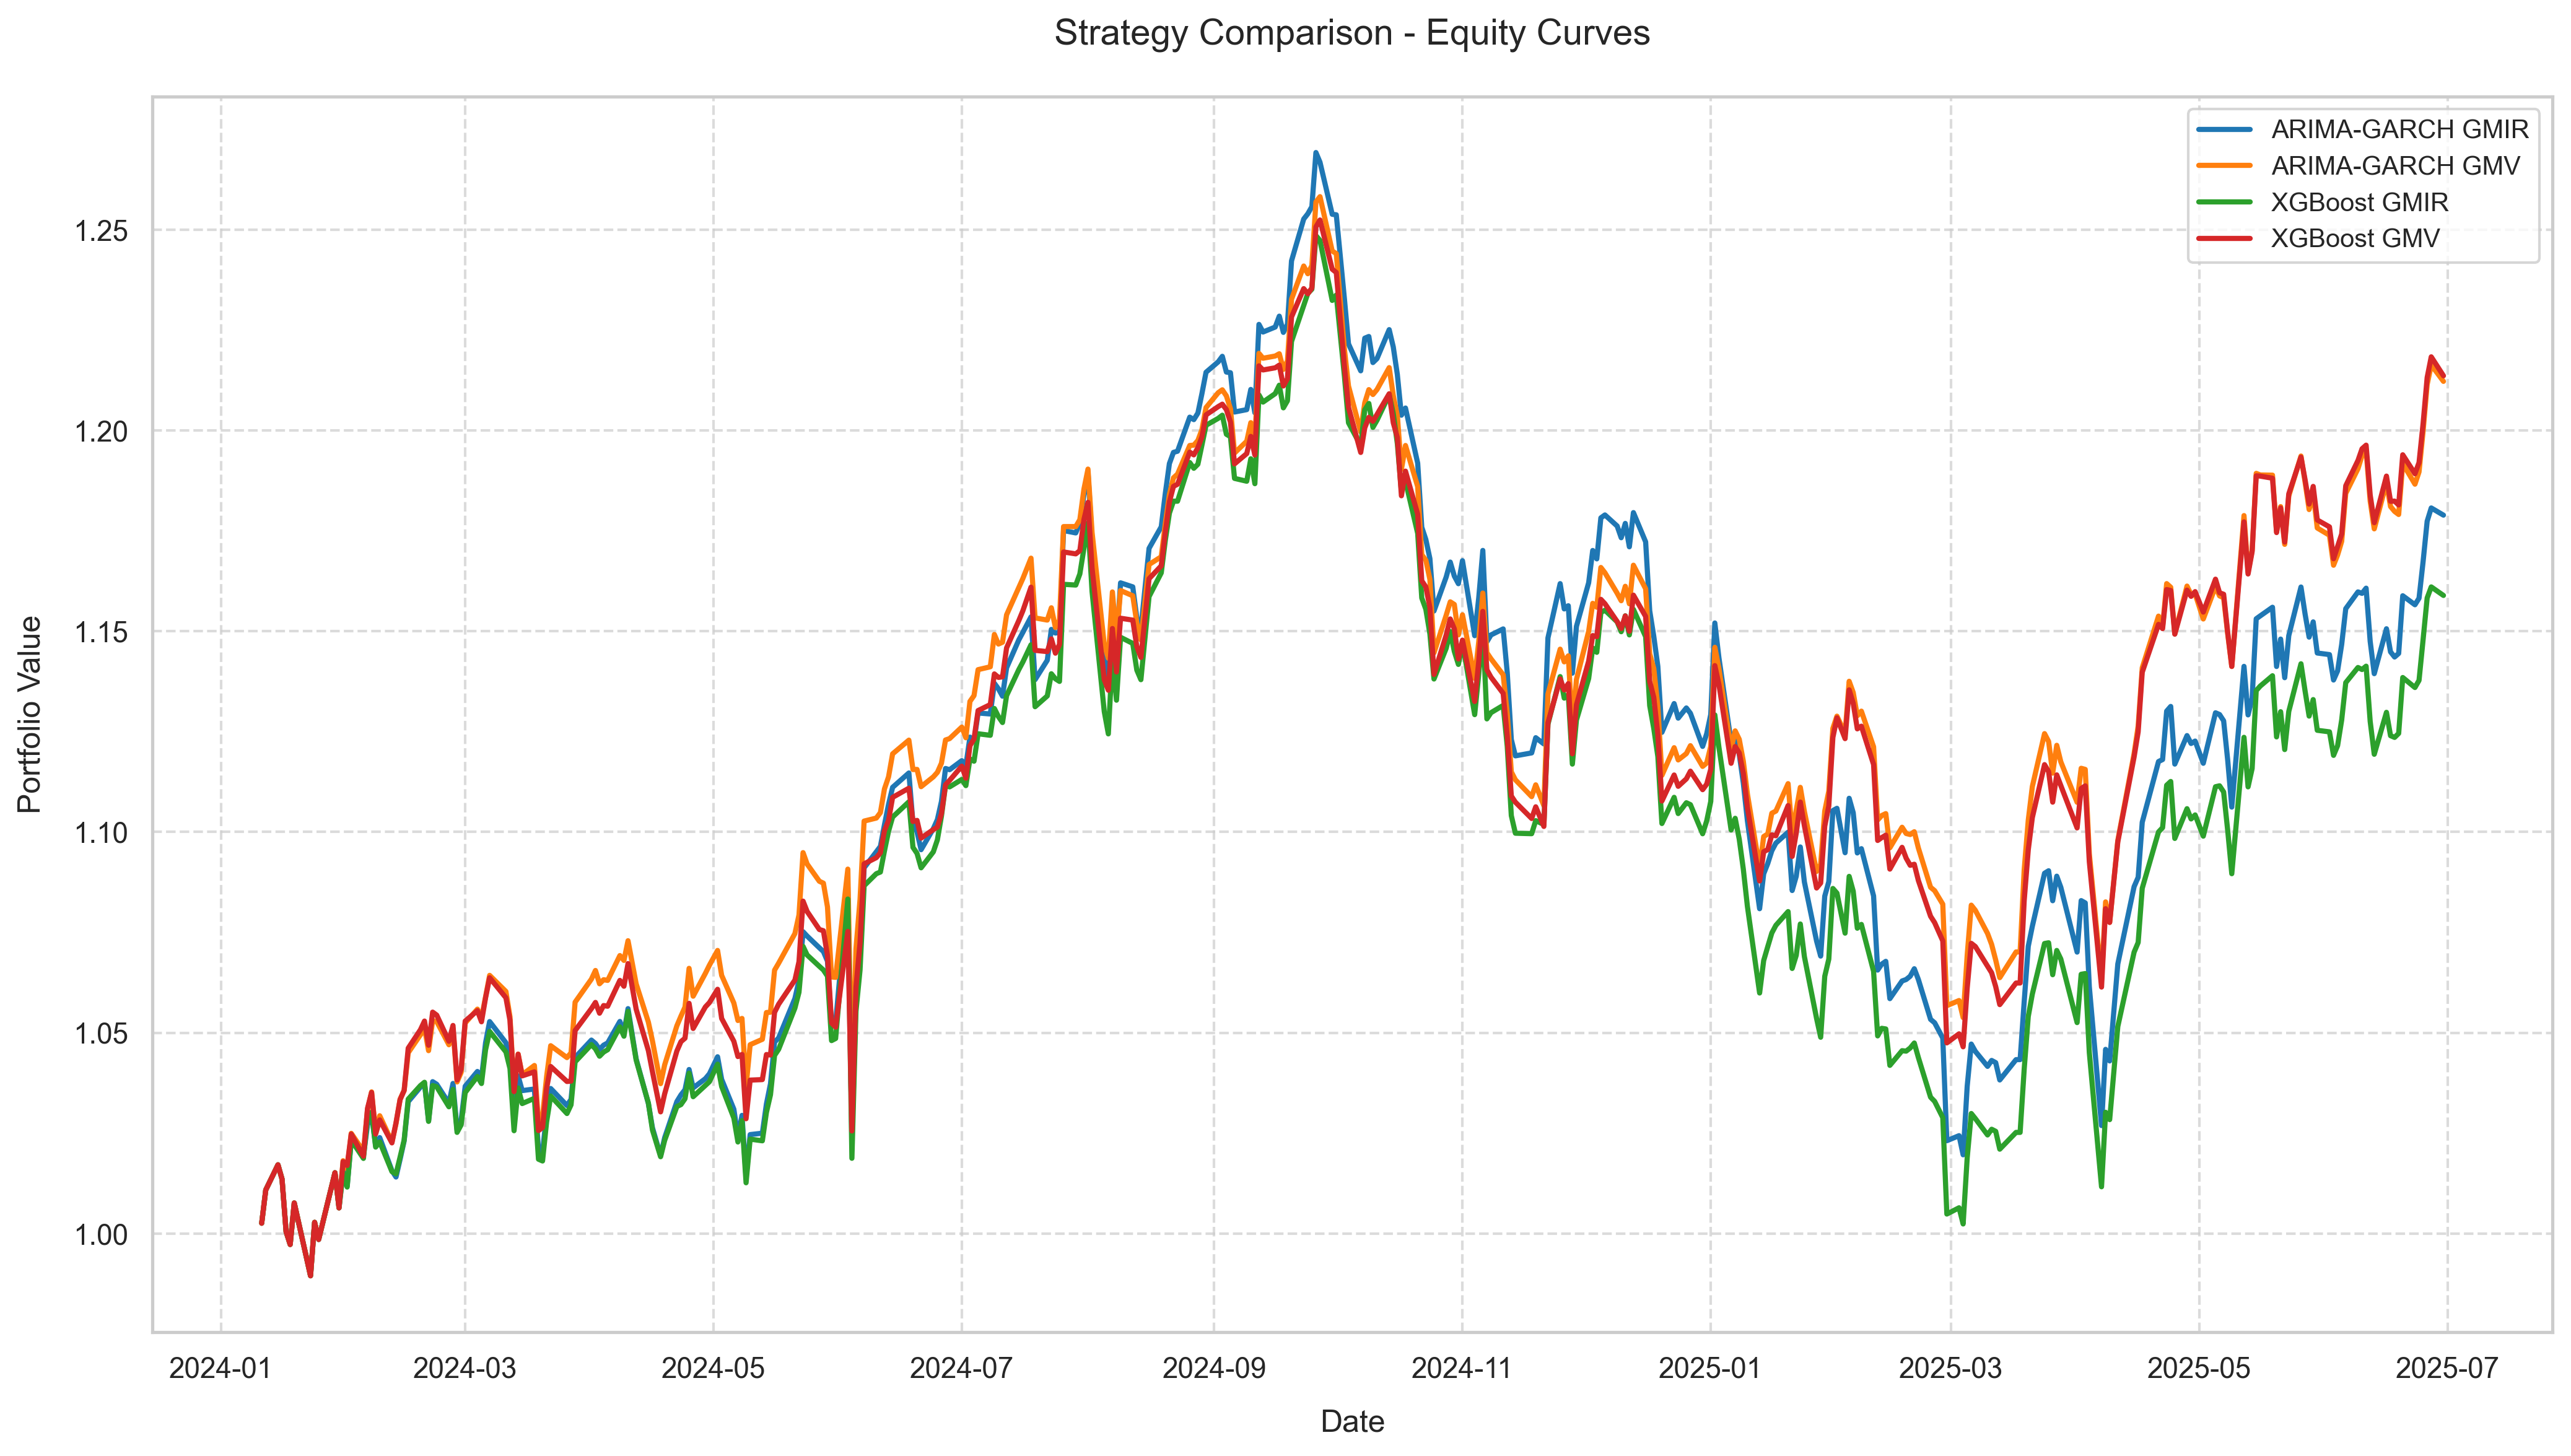 Strategy Comparison - Equity Curves
ARIMA-GARCH GMIR
ARIMA-GARCH GMV
XGBoost GMIR
XGBoost GMV
Portfolio Value
1.25
1.20
1.15
1.10
1.05
1.00
2024-01 2024-03 2024-05 2024-07 2024-09 2024-11 2025-01 2025-03 2025-05 2025-07
Date